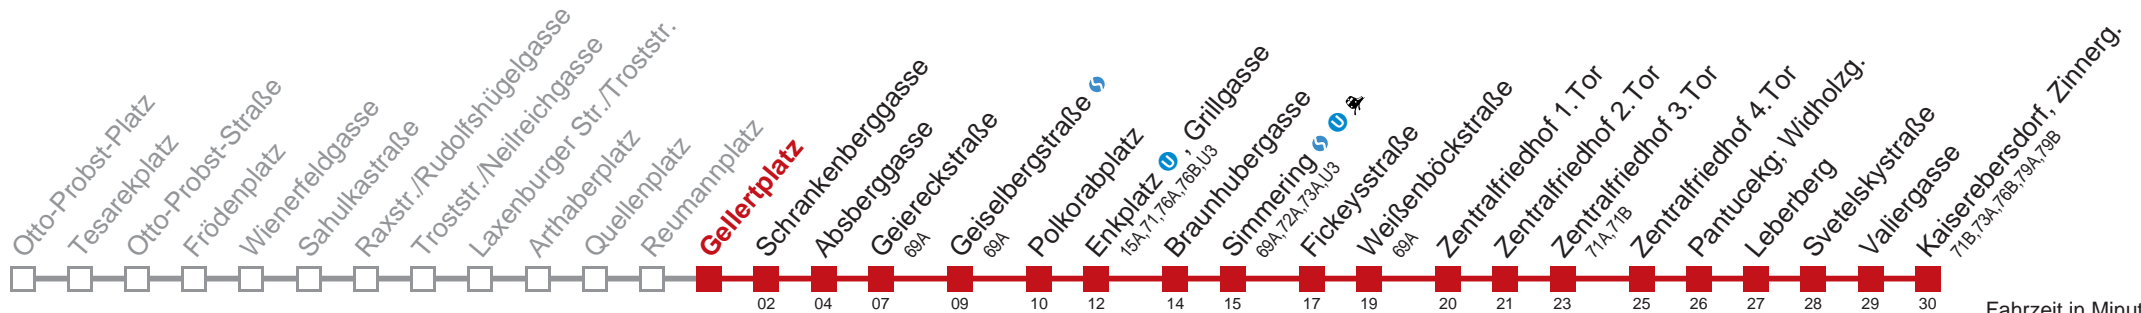 Otto-Probst-Platz
Tesarekplatz
Otto-Probst-Straße
Frödenplatz
Wienerfeldgasse
Sahulkastraße
Raxstr./Rudolfshügelgasse
Troststr./Neilreichgasse
Laxenburger Str./Troststr.
Arthaberplatz
Quellenplatz
Reumannplatz
Gellertplatz
Schrankenberggasse
Absberggasse
Geiereckstraße
69A
Geiselbergstraße
69A
Polkorabplatz
Enkplatz U , Grillgasse
15A,71,76A,76B,U3
Braunhubergasse
Simmering S U
69A,72A,73A,U3
Fickeysstraße
Weißenböckstraße
69A
Zentralfriedhof 1.Tor
Zentralfriedhof 2.Tor
Zentralfriedhof 3.Tor
71A,71B
Zentralfriedhof 4.Tor
Pantucekg; Widholzg.
Leberberg
Svetelskystraße
Valiergasse
Kaiserebersdorf, Zinnerg.
71B,73A,76B,79A,79B
02 04 07 09 10 12 14 15 17 19 20 21 23 25 26 27 28 29 30
Fahrzeit in Minut